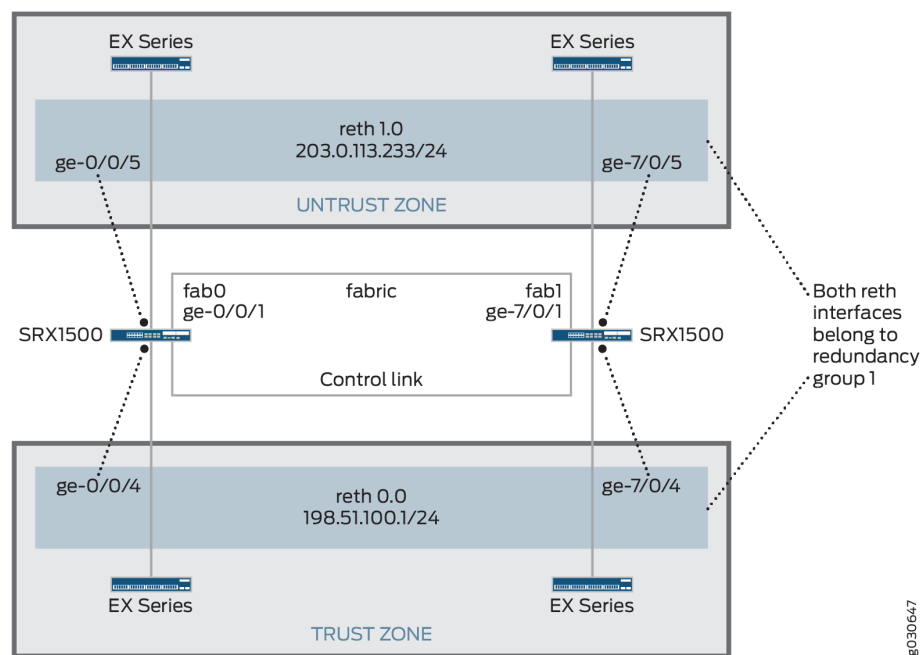 EX Series
EX Series
reth 1.0
203.0.113.233/24
ge-0/0/5
ge-7/0/5
UNTRUST ZONE
fab0
fabric
fab1
ge-0/0/1
ge-7/0/1
SRX1500
SRX1500
Control link
Both reth
interfaces
belong to
redundancy
group 1
ge-0/0/4
ge-7/0/4
reth 0.0
198.51.100.1/24
EX Series
EX Series
TRUST ZONE
g030647